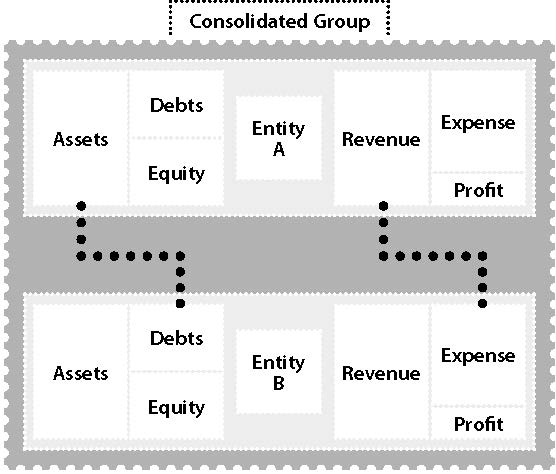 Consolidated Group
Assets
Debts
Equity
Entity
A
Revenue
Expense
Profit
Assets
Debts
Equity
Entity
B
Revenue
Expense
Profit